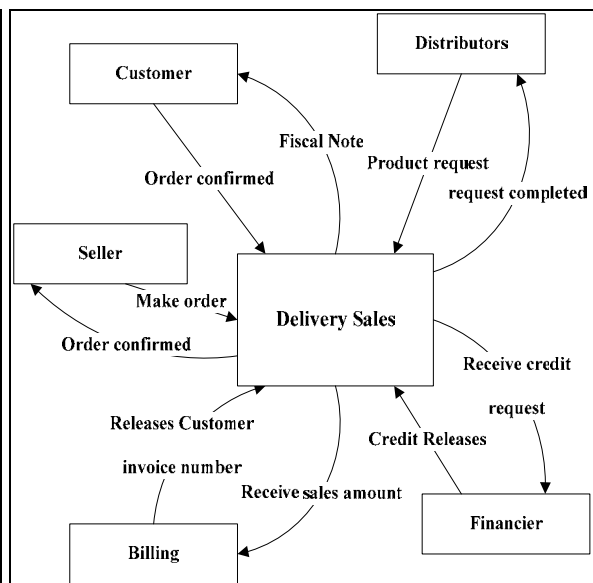 Distributors
Customer
Fiscal Note
Product request
Order confirmed
request completed
Seller
Make order
Delivery Sales
Order confirmed
Receive credit
Releases Customer
request
Credit Releases
invoice number
Receive sales amount
Financier
Billing